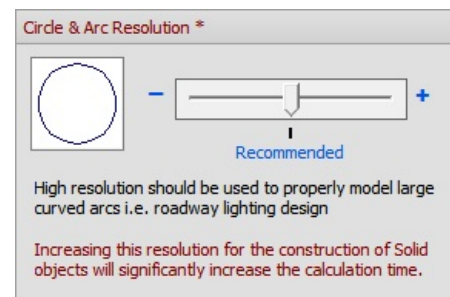 Circle & Arc Resolution *
− +
Recommended
High resolution should be used to properly model large
curved arcs i.e. roadway lighting design
Increasing this resolution for the construction of Solid
objects will significantly increase the calculation time.